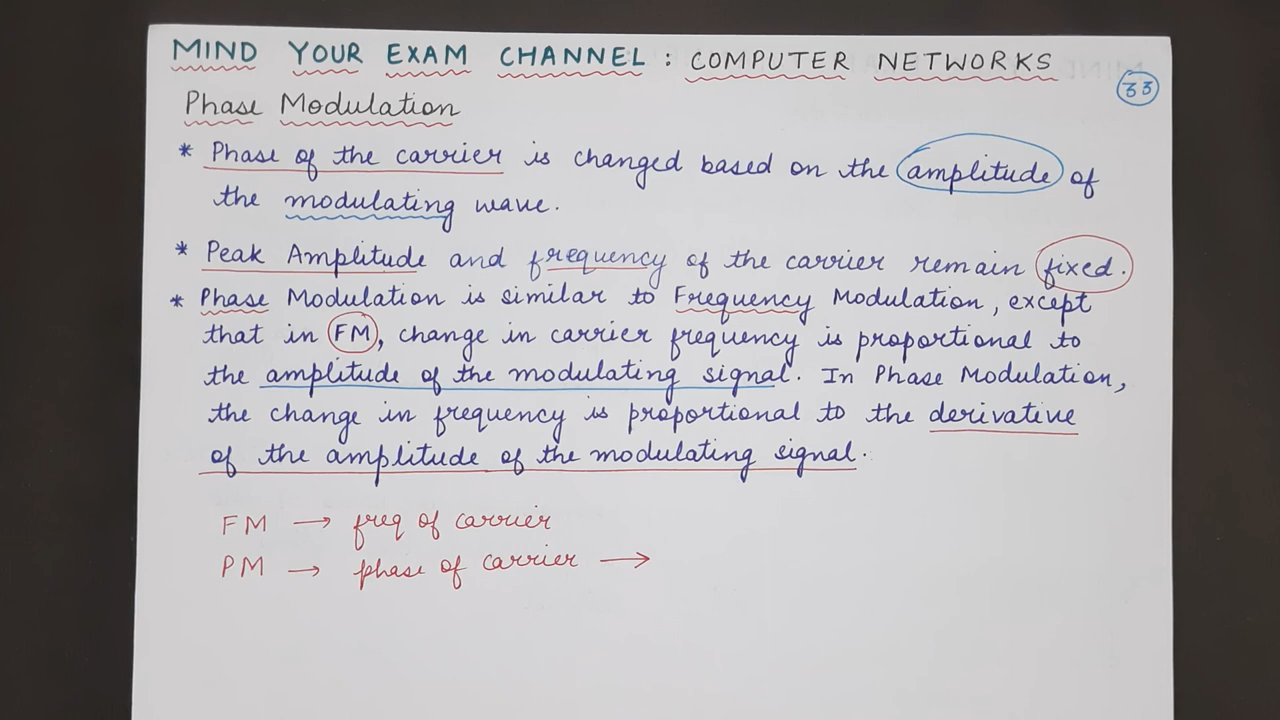 MIND YOUR EXAM CHANNEL : COMPUTER NETWORKS
33
Phase Modulation
* Phase of the carrier is changed based on the amplitude of
the modulating wave.
* Peak Amplitude and frequency of the carrier remain fixed.
* Phase Modulation is similar to Frequency Modulation, except
that in FM, change in carrier frequency is proportional to
the amplitude of the modulating signal. In Phase Modulation,
the change in frequency is proportional to the derivative
of the amplitude of the modulating signal.
FM → freq of carrier
PM → phase of carrier →